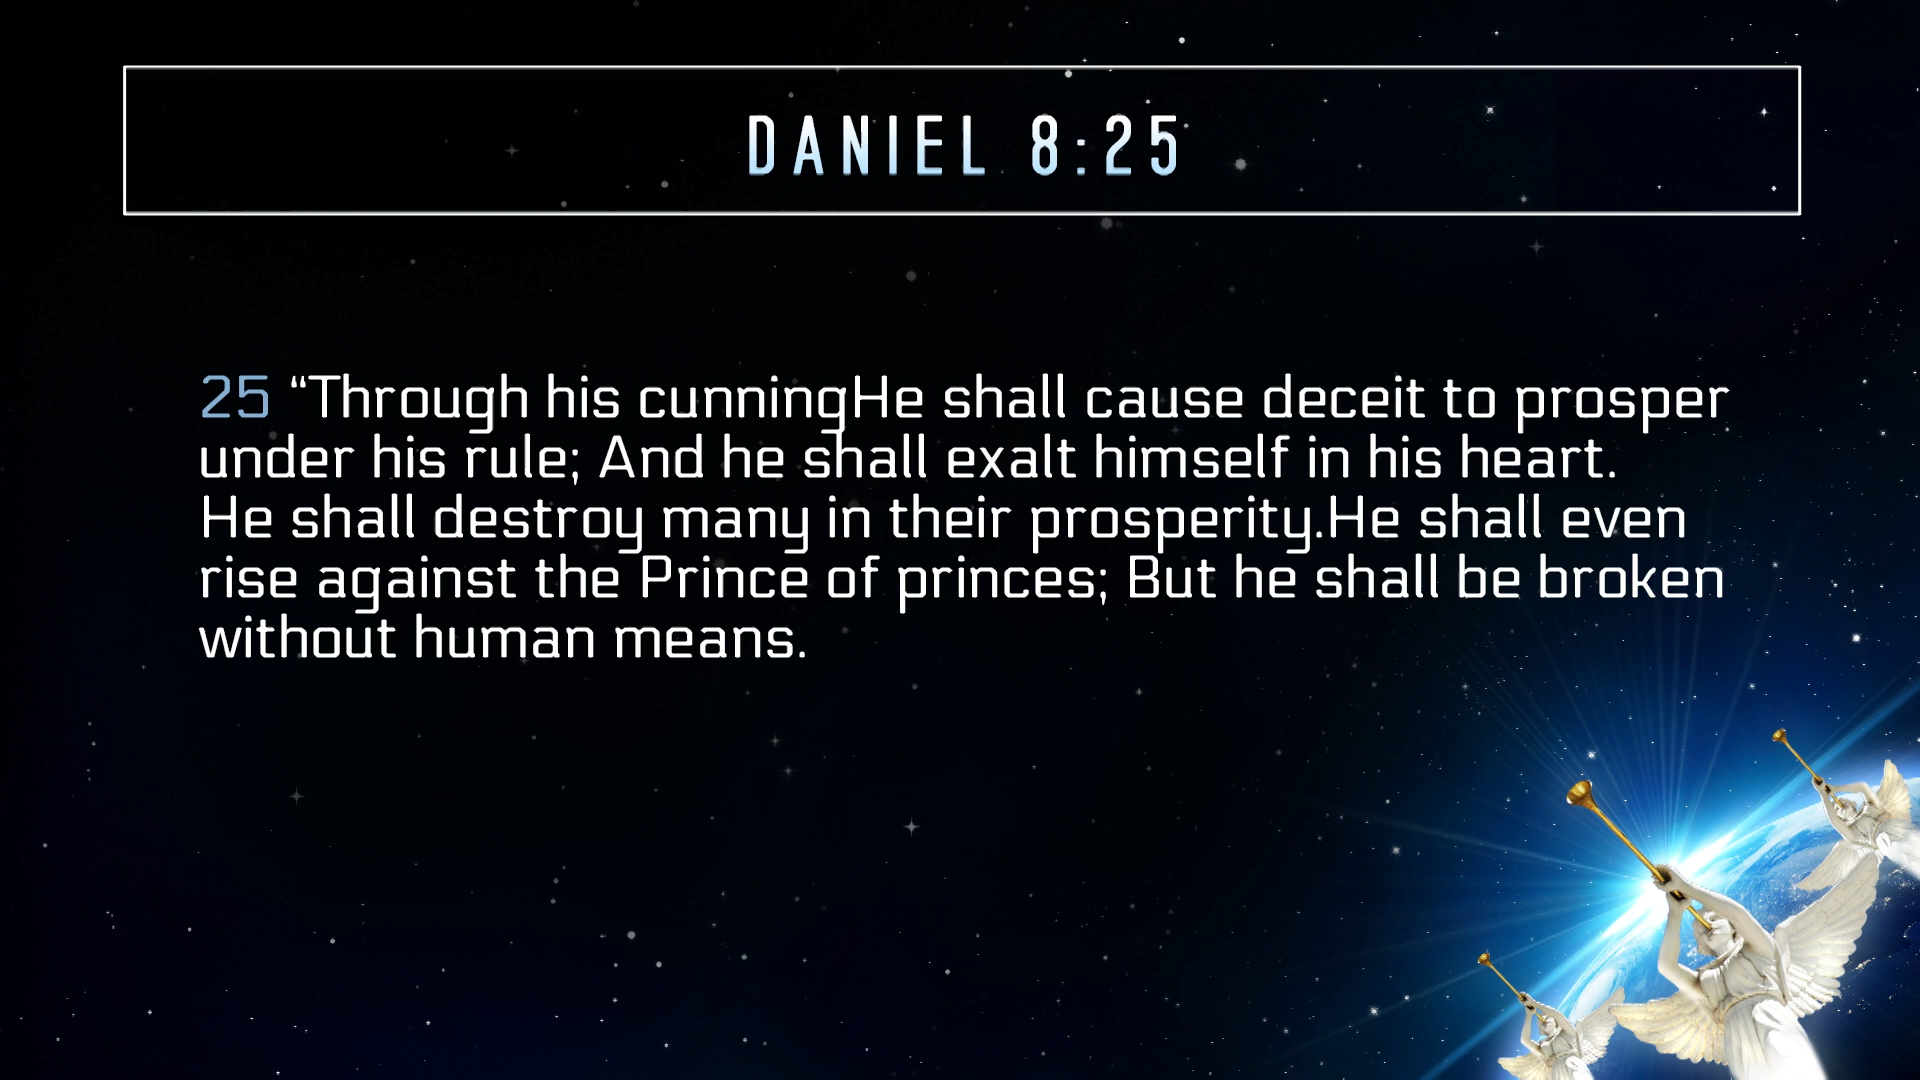 DANIEL 8:25
25 “Through his cunningHe shall cause deceit to prosper
under his rule; And he shall exalt himself in his heart.
He shall destroy many in their prosperity.He shall even
rise against the Prince of princes; But he shall be broken
without human means.